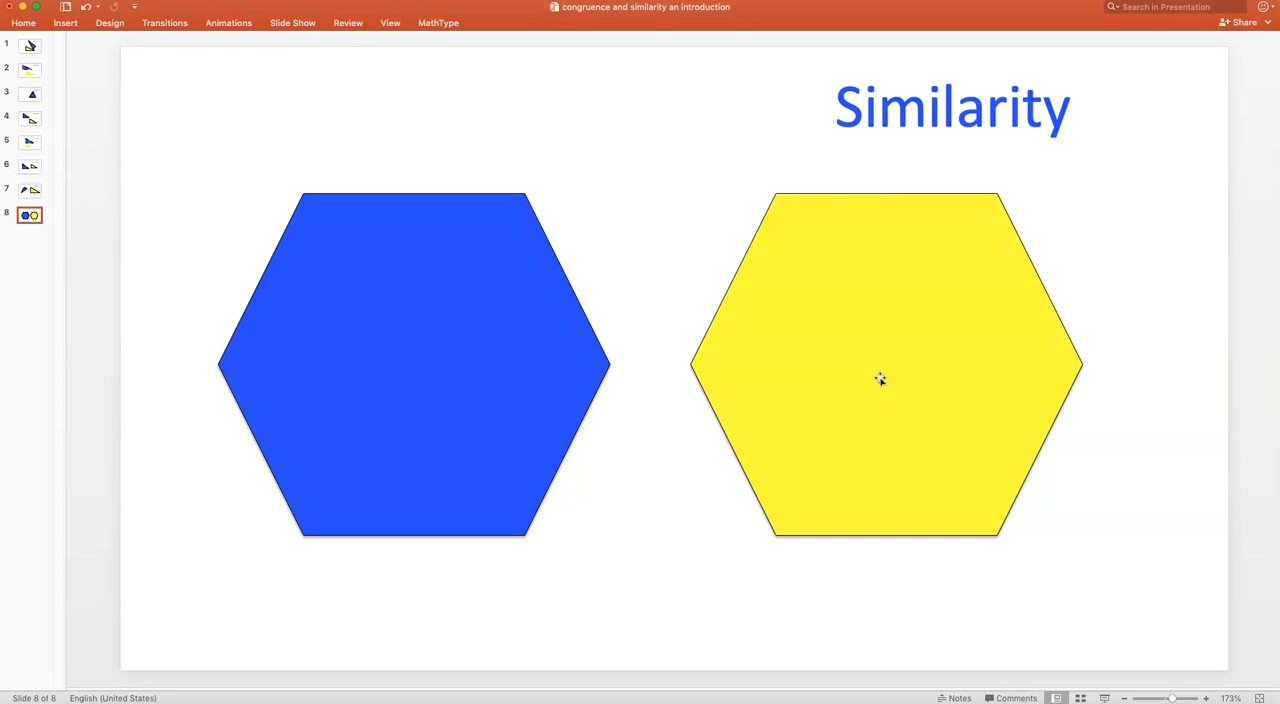 congruence and similarity an introduction
Search in Presentation
Home Insert Design Transitions Animations Slide Show Review View MathType
Share
1
2
3
4
5
6
7
8
Similarity
Slide 8 of 8 English (United States)
Notes Comments 173%